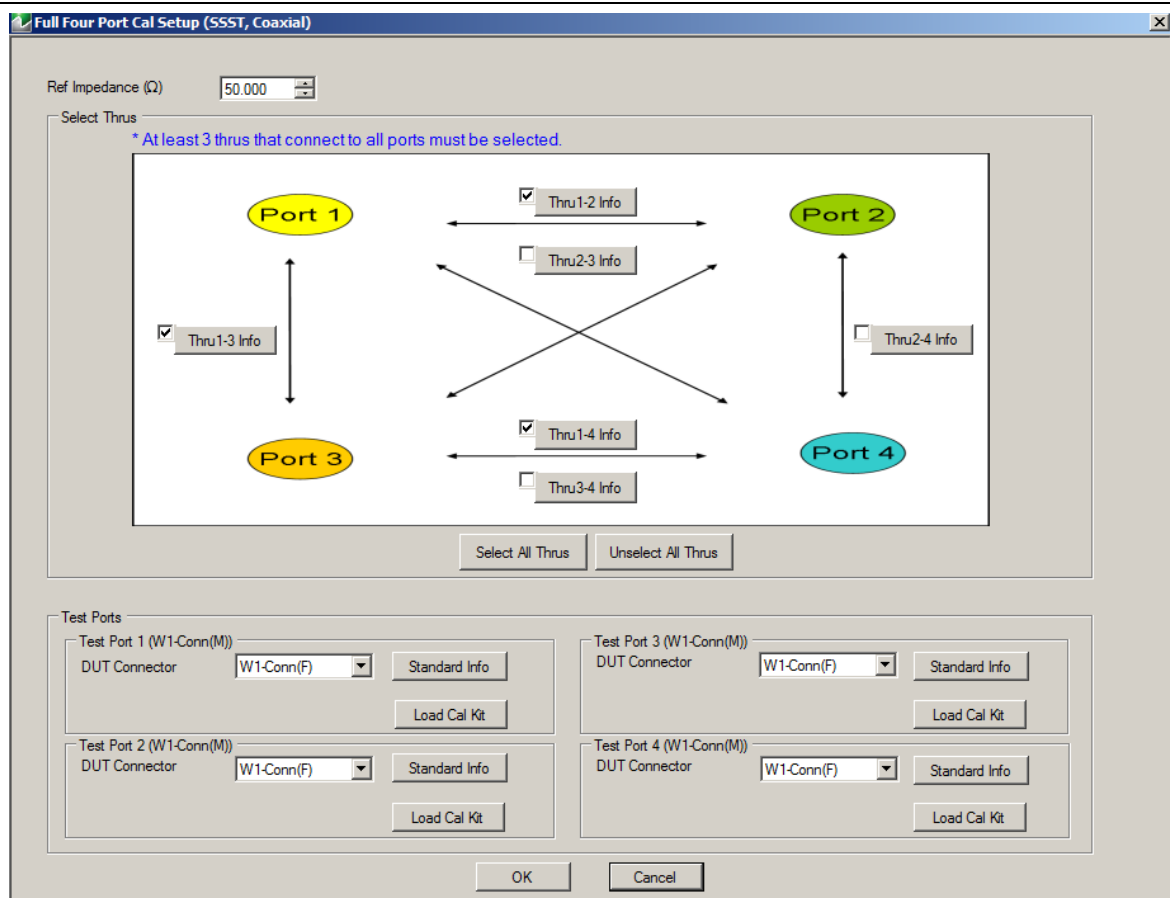 Full Four Port Cal Setup (SSST, Coaxial)
Ref Impedance (Ω)
50.000
Select Thrus
* At least 3 thrus that connect to all ports must be selected.
Port 1
Thru1-2 Info
Port 2
Thru2-3 Info
Thru1-3 Info
Thru2-4 Info
Thru1-4 Info
Port 3
Port 4
Thru3-4 Info
Select All Thrus
Unselect All Thrus
Test Ports
Test Port 1 (W1-Conn(M))
DUT Connector
W1-Conn(F)
Standard Info
Load Cal Kit
Test Port 3 (W1-Conn(M))
DUT Connector
W1-Conn(F)
Standard Info
Load Cal Kit
Test Port 2 (W1-Conn(M))
DUT Connector
W1-Conn(F)
Standard Info
Load Cal Kit
Test Port 4 (W1-Conn(M))
DUT Connector
W1-Conn(F)
Standard Info
Load Cal Kit
OK
Cancel